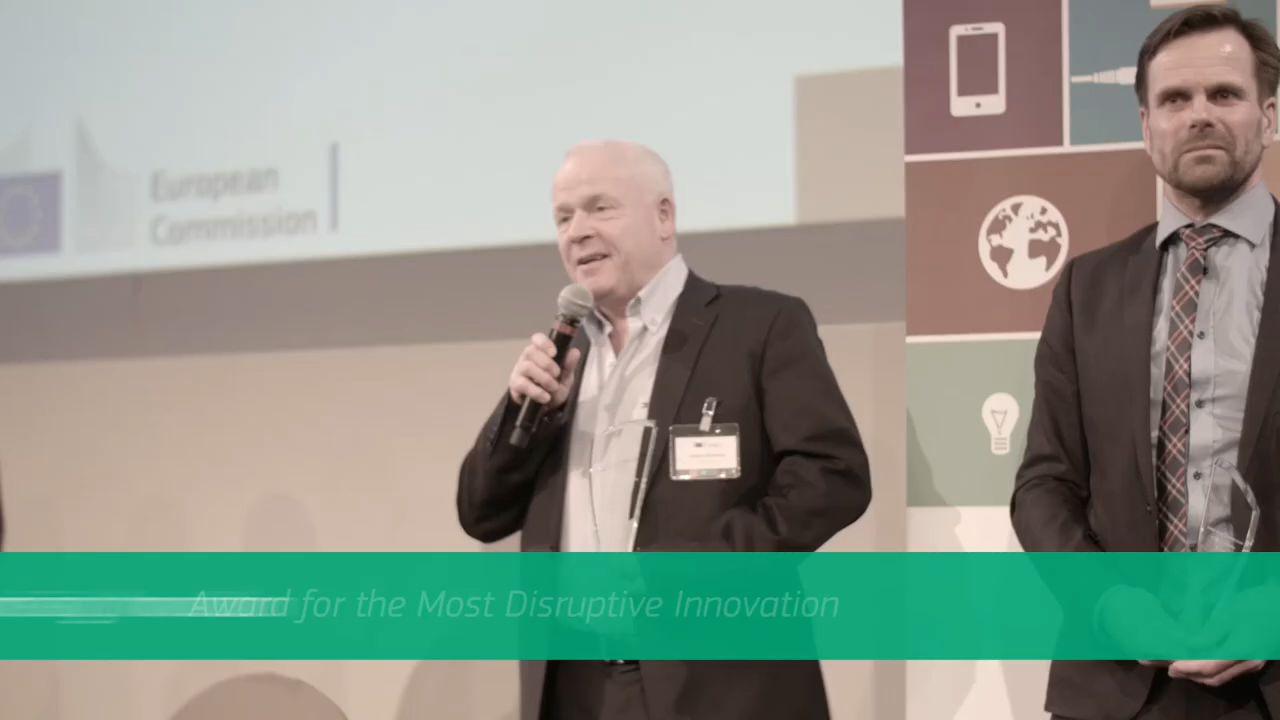 European
Commission
Award for the Most Disruptive Innovation